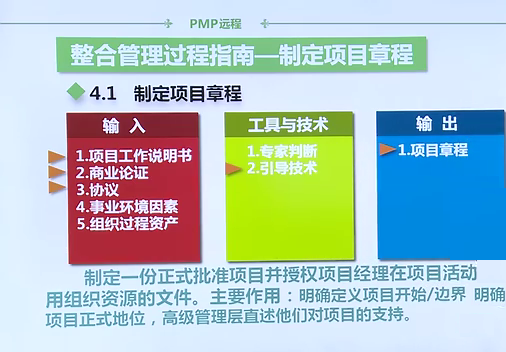 PMP远程
整合管理过程指南—制定项目章程
4.1 制定项目章程
输 入
1.项目工作说明书
2.商业论证
3.协议
4.事业环境因素
5.组织过程资产
工具与技术
1.专家判断
2.引导技术
输 出
1.项目章程
制定一份正式批准项目并授权项目经理在项目活动
用组织资源的文件。主要作用：明确定义项目开始/边界 明确
项目正式地位，高级管理层直述他们对项目的支持。